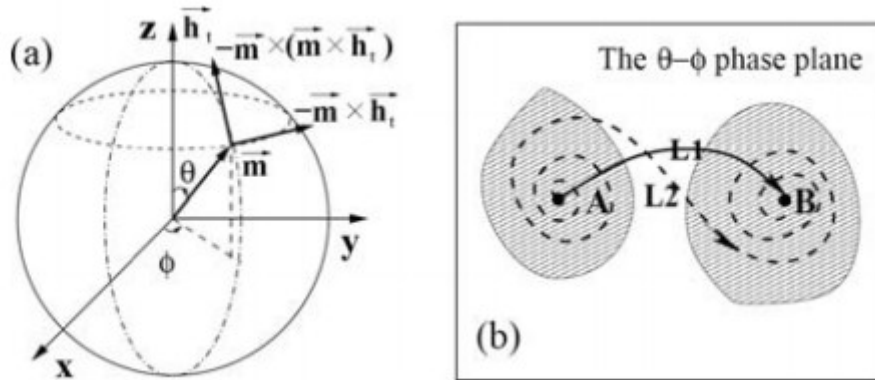 (a)
z
h⃗ₜ
−m⃗ × (m⃗ × h⃗ₜ)
−m⃗ × h⃗ₜ
m⃗
θ
ϕ
y
x
The θ−ϕ phase plane
L1
A
L2
B
(b)